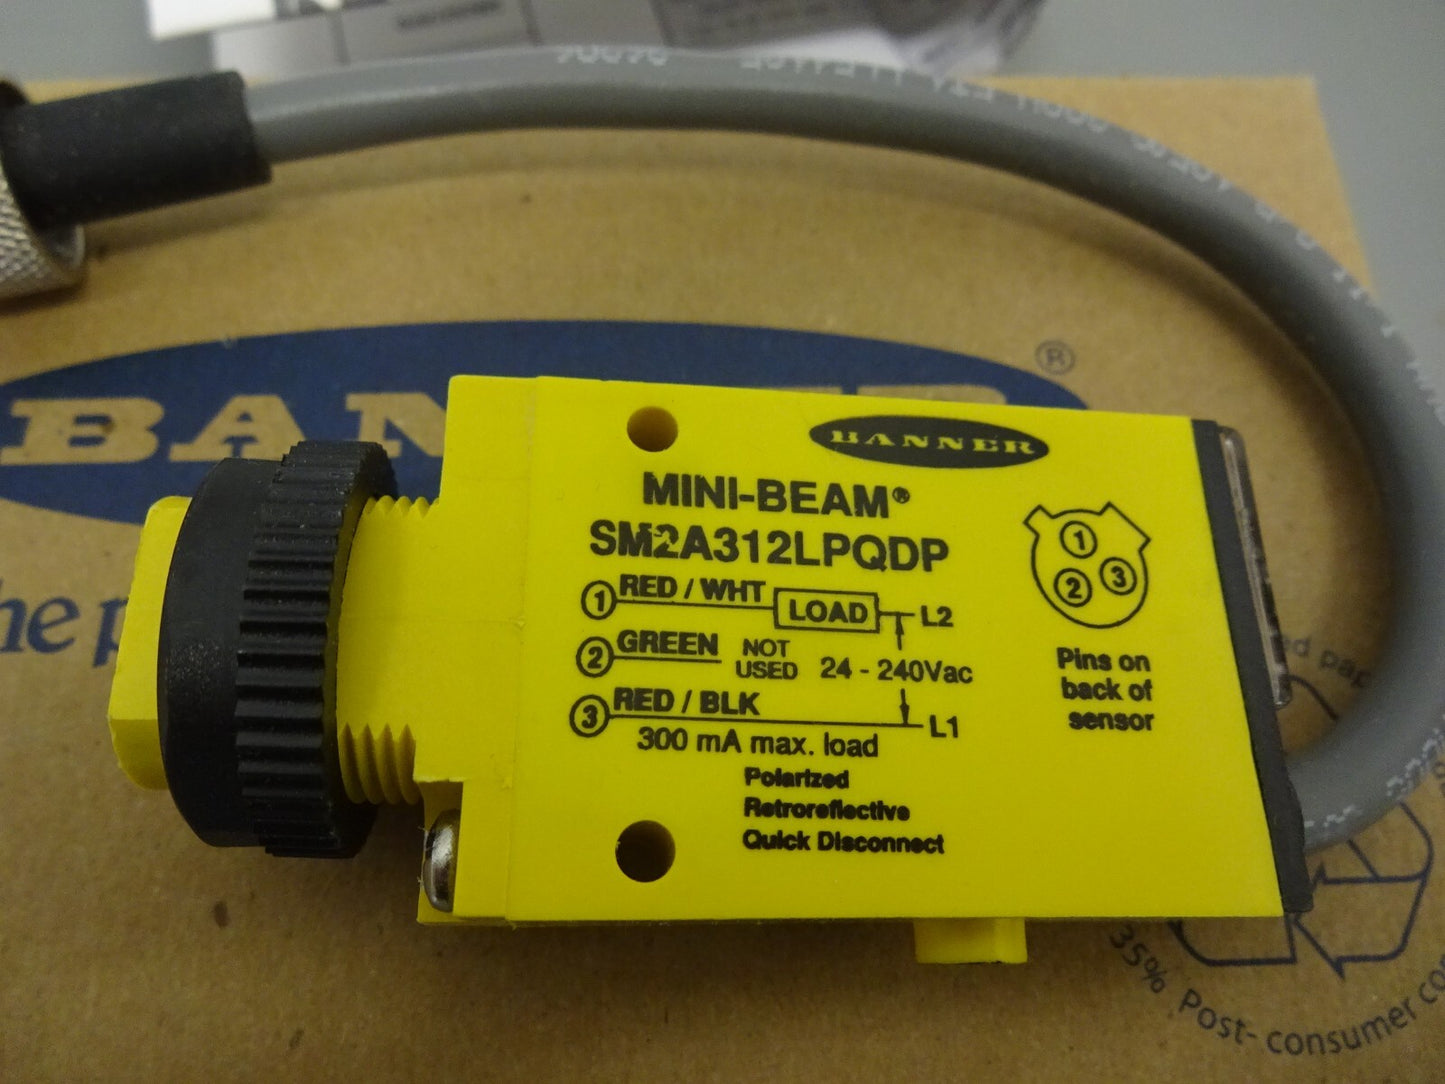 BANNER
®
he p
BANNER
MINI-BEAM®
SM2A312LPQDP
1 RED / WHT LOAD L2
2 GREEN NOT USED 24 - 240Vac
3 RED / BLK L1
300 mA max. load
Polarized
Retroreflective
Quick Disconnect
1
2 3
Pins on
back of
sensor
35% Post-consumer